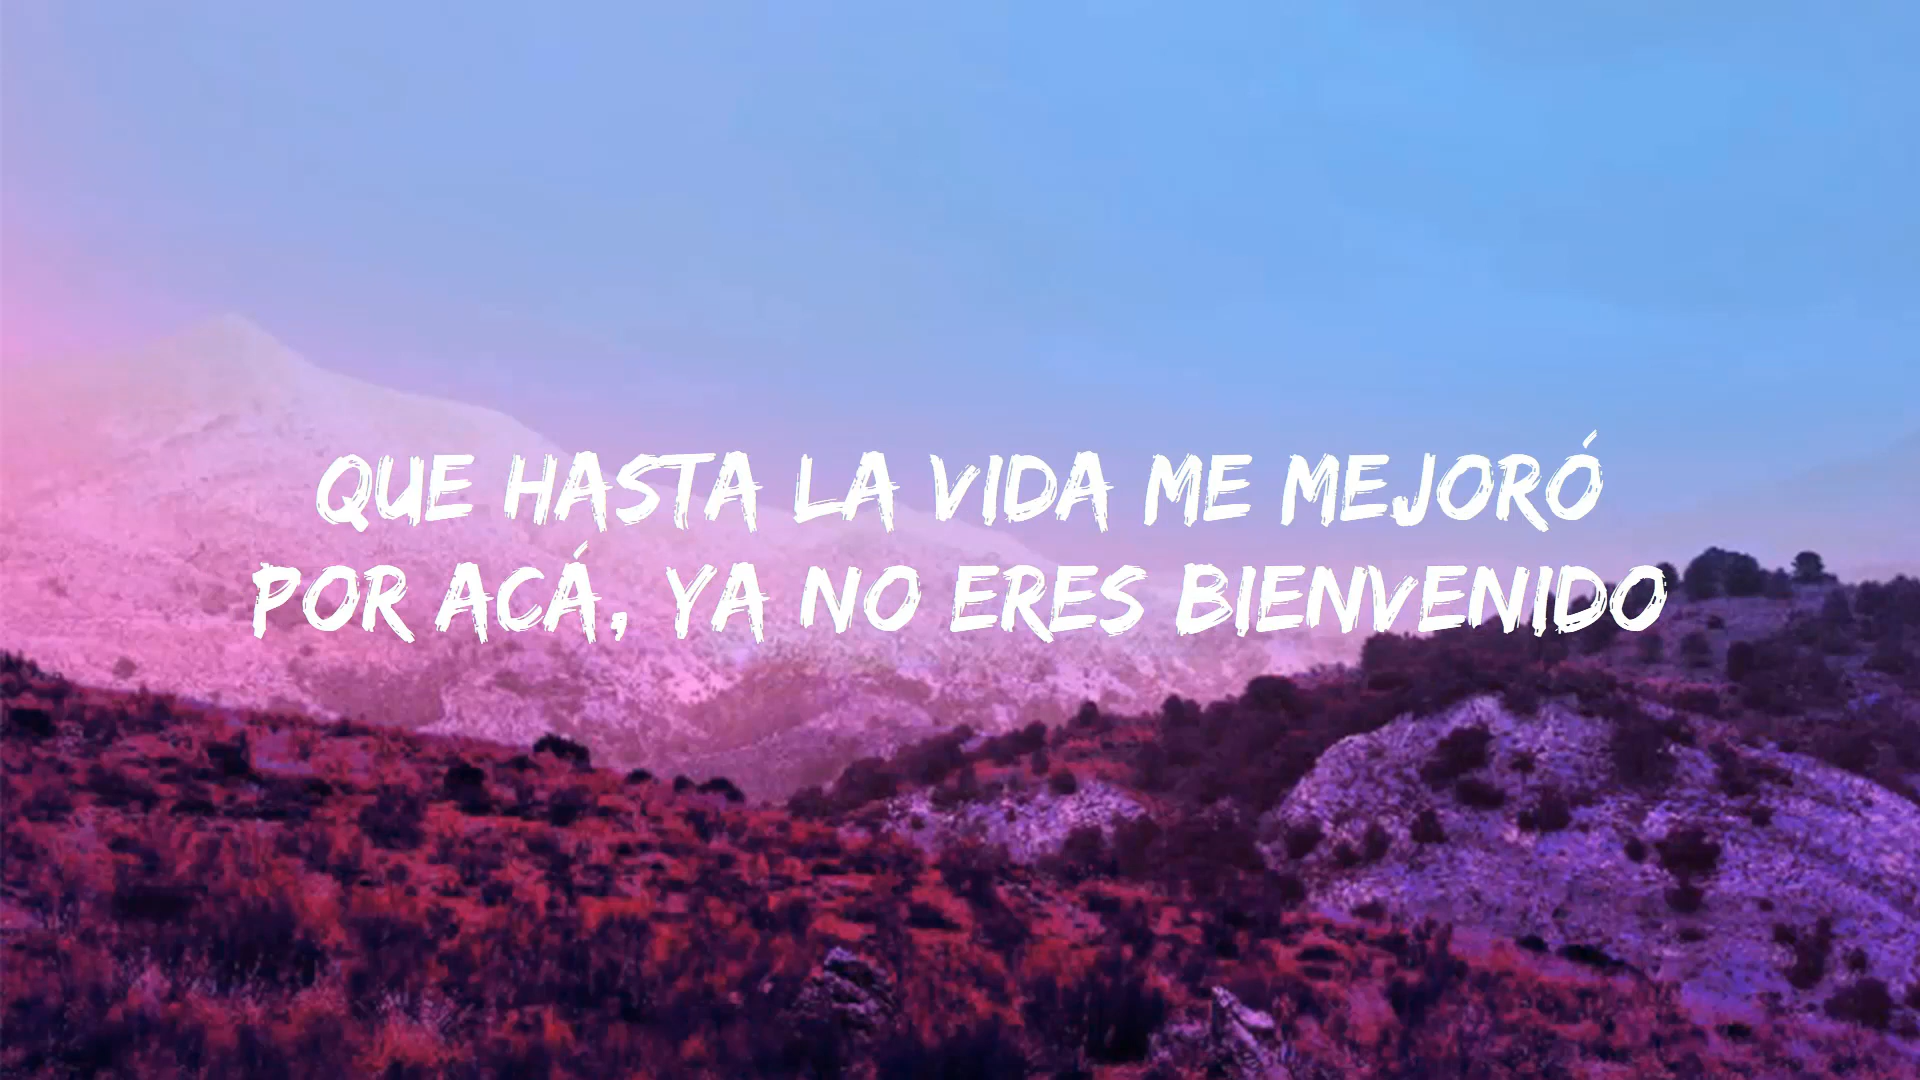 QUE HASTA LA VIDA ME MEJORÓ
POR ACÁ, YA NO ERES BIENVENIDO